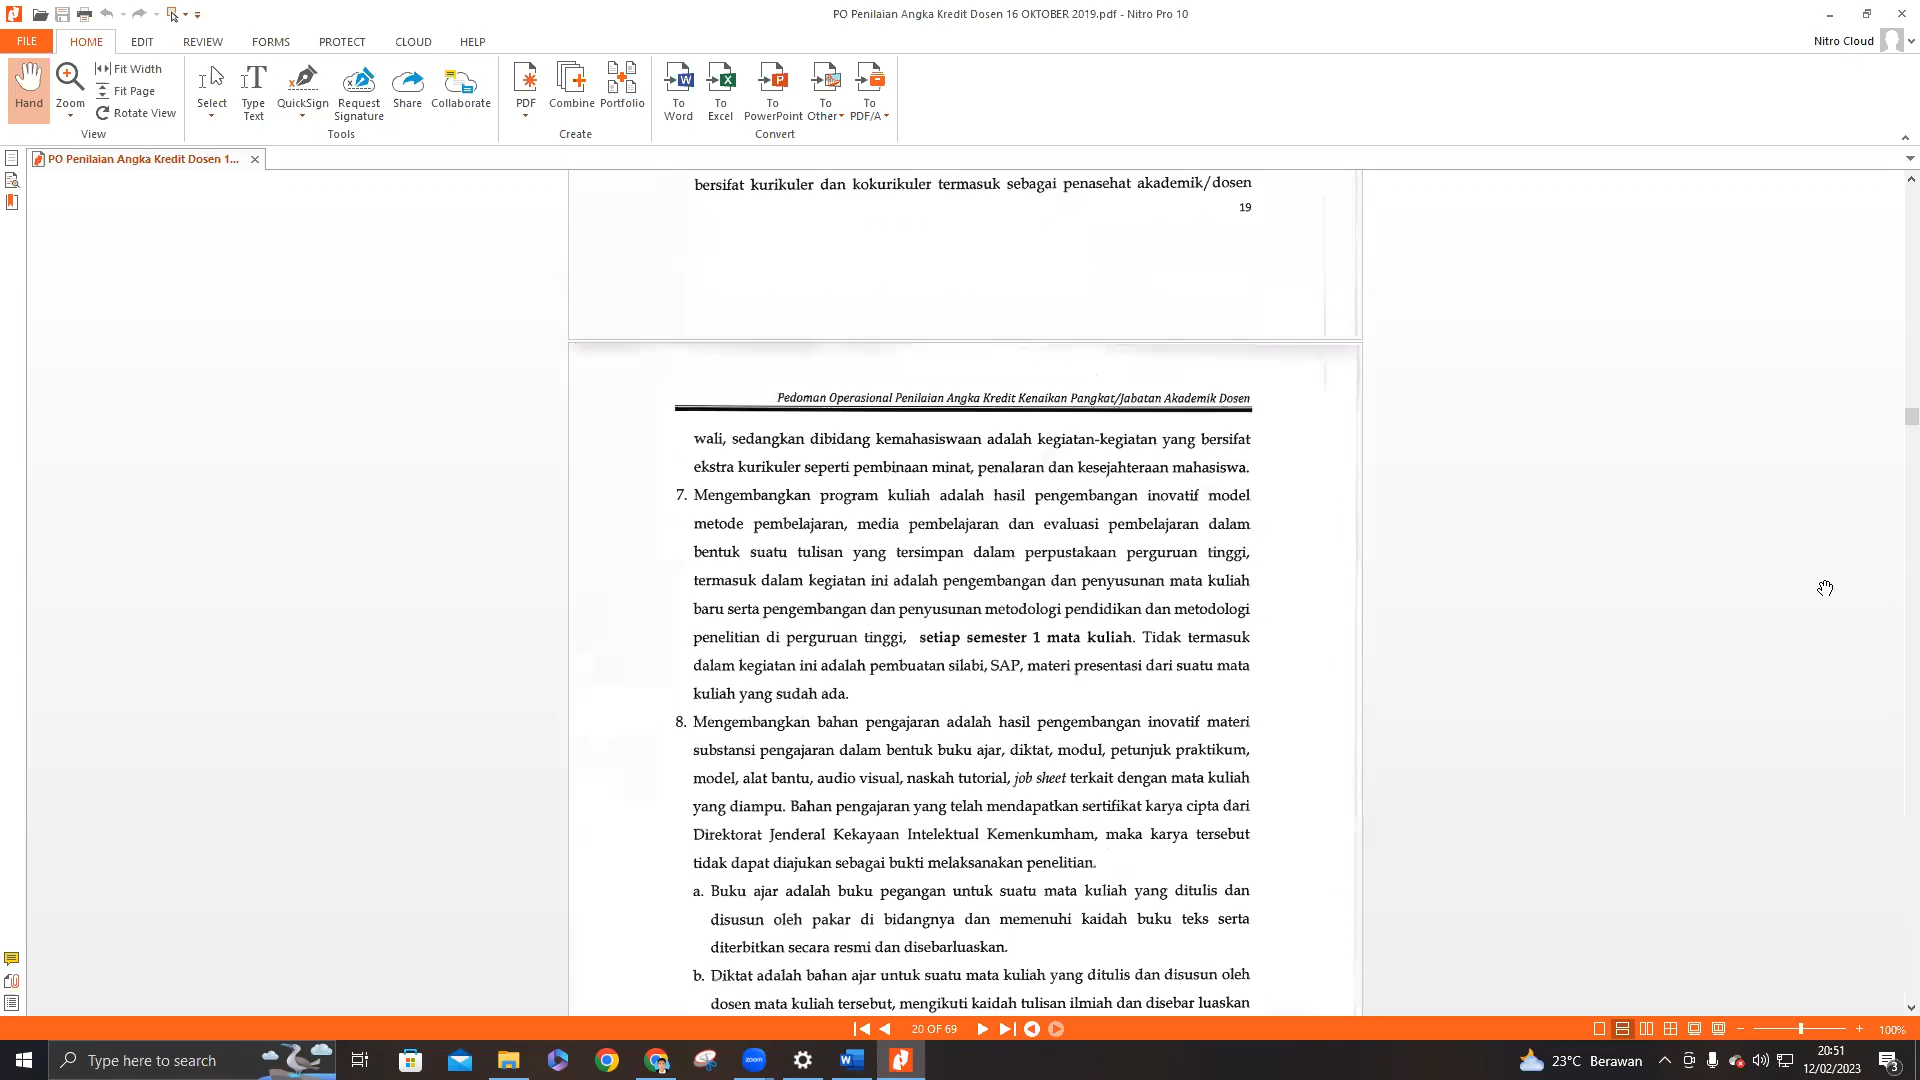 PO Penilaian Angka Kredit Dosen 16 OKTOBER 2019.pdf - Nitro Pro 10
FILE HOME EDIT REVIEW FORMS PROTECT CLOUD HELP
Nitro Cloud
Hand
Zoom
Fit Width
Fit Page
Rotate View
View
Select
Type Text
QuickSign
Request Signature
Share
Collaborate
Tools
PDF
Combine
Portfolio
Create
To Word
To Excel
To PowerPoint
To Other
To PDF/A
Convert
PO Penilaian Angka Kredit Dosen 1...
bersifat kurikuler dan kokurikuler termasuk sebagai penasehat akademik/dosen
19
Pedoman Operasional Penilaian Angka Kredit Kenaikan Pangkat/Jabatan Akademik Dosen
wali, sedangkan dibidang kemahasiswaan adalah kegiatan-kegiatan yang bersifat
ekstra kurikuler seperti pembinaan minat, penalaran dan kesejahteraan mahasiswa.
7. Mengembangkan program kuliah adalah hasil pengembangan inovatif model
metode pembelajaran, media pembelajaran dan evaluasi pembelajaran dalam
bentuk suatu tulisan yang tersimpan dalam perpustakaan perguruan tinggi,
termasuk dalam kegiatan ini adalah pengembangan dan penyusunan mata kuliah
baru serta pengembangan dan penyusunan metodologi pendidikan dan metodologi
penelitian di perguruan tinggi, setiap semester 1 mata kuliah. Tidak termasuk
dalam kegiatan ini adalah pembuatan silabi, SAP, materi presentasi dari suatu mata
kuliah yang sudah ada.
8. Mengembangkan bahan pengajaran adalah hasil pengembangan inovatif materi
substansi pengajaran dalam bentuk buku ajar, diktat, modul, petunjuk praktikum,
model, alat bantu, audio visual, naskah tutorial, job sheet terkait dengan mata kuliah
yang diampu. Bahan pengajaran yang telah mendapatkan sertifikat karya cipta dari
Direktorat Jenderal Kekayaan Intelektual Kemenkumham, maka karya tersebut
tidak dapat diajukan sebagai bukti melaksanakan penelitian.
a. Buku ajar adalah buku pegangan untuk suatu mata kuliah yang ditulis dan
disusun oleh pakar di bidangnya dan memenuhi kaidah buku teks serta
diterbitkan secara resmi dan disebarluaskan.
b. Diktat adalah bahan ajar untuk suatu mata kuliah yang ditulis dan disusun oleh
dosen mata kuliah tersebut, mengikuti kaidah tulisan ilmiah dan disebar luaskan
20 OF 69
100%
Type here to search
zoom
23°C Berawan
20:51
12/02/2023
3